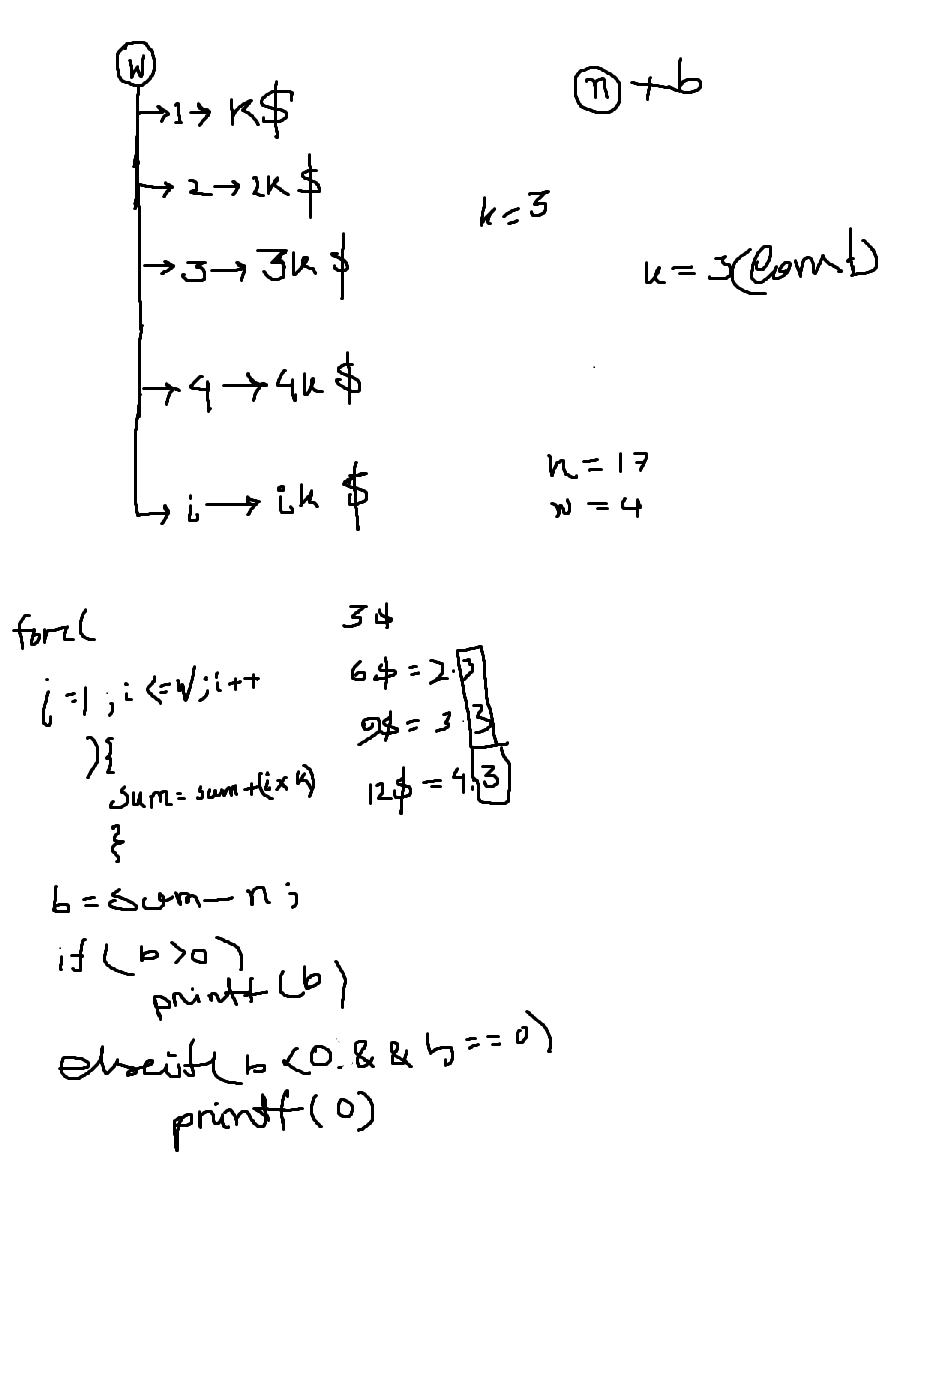 W
1 → K$
n + b
2 → 2K $
k = 3
3 → 3k $
k = 3
4 → 4k $
n = 17
w = 4
i → ik $
for(
3$
i=1; i<=W; i++
6$ = 2.3
9$ = 3.3
){
sum = sum+(i×k)
12$ = 4.3
}
b = sum - n ;
if ( b >0 )
printf (b)
elseif( b <0 && b==0)
printf(0)